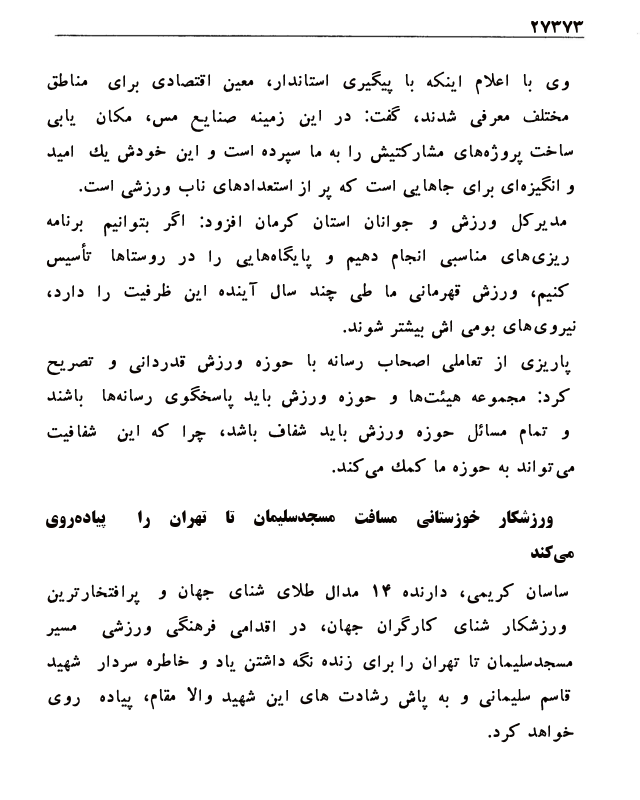 ۲۷۳۷۳
وی با اعلام اینکه با پیگیری استاندار، معین اقتصادی برای مناطق
مختلف معرفی شدند، گفت: در این زمینه صنایع مس، مکان یابی
ساخت پروژه‌های مشارکتیش را به ما سپرده است و این خودش یك امید
و انگیزه‌ای برای جاهایی است که پر از استعدادهای ناب ورزشی است.
مدیرکل ورزش و جوانان استان کرمان افزود: اگر بتوانیم برنامه
ریزی‌های مناسبی انجام دهیم و پایگاه‌هایی را در روستاها تأسیس
کنیم، ورزش قهرمانی ما طی چند سال آینده این ظرفیت را دارد،
نیروی‌های بومی اش بیشتر شوند.
پاریزی از تعاملی اصحاب رسانه با حوزه ورزش قدردانی و تصریح
کرد: مجموعه هیئت‌ها و حوزه ورزش باید پاسخگوی رسانه‌ها باشند
و تمام مسائل حوزه ورزش باید شفاف باشد، چرا که این شفافیت
می‌تواند به حوزه ما کمك می‌کند.
ورزشکار خوزستانی مسافت مسجدسلیمان تا تهران را پیاده‌روی
می‌کند
ساسان کریمی، دارنده ۱۴ مدال طلای شنای جهان و پرافتخارترین
ورزشکار شنای کارگران جهان، در اقدامی فرهنگی ورزشی مسیر
مسجدسلیمان تا تهران را برای زنده نگه داشتن یاد و خاطره سردار شهید
قاسم سلیمانی و به پاش رشادت های این شهید والا مقام، پیاده روی
خواهد کرد.